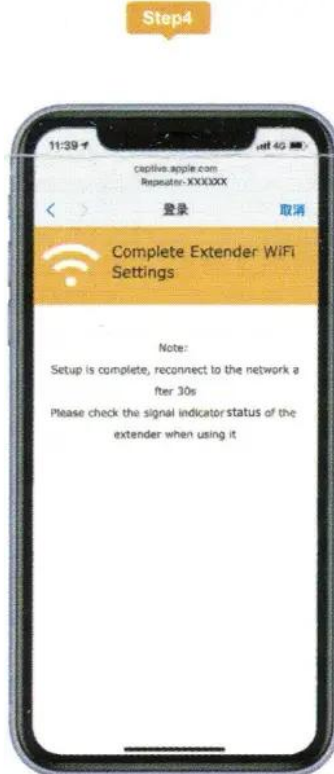 Step4
11:39
4G
captive.apple.com
Repeater-XXXXXX
登录
取消
Complete Extender WiFi
Settings
Note:
Setup is complete, reconnect to the network a
fter 30s
Please check the signal indicator status of the
extender when using it